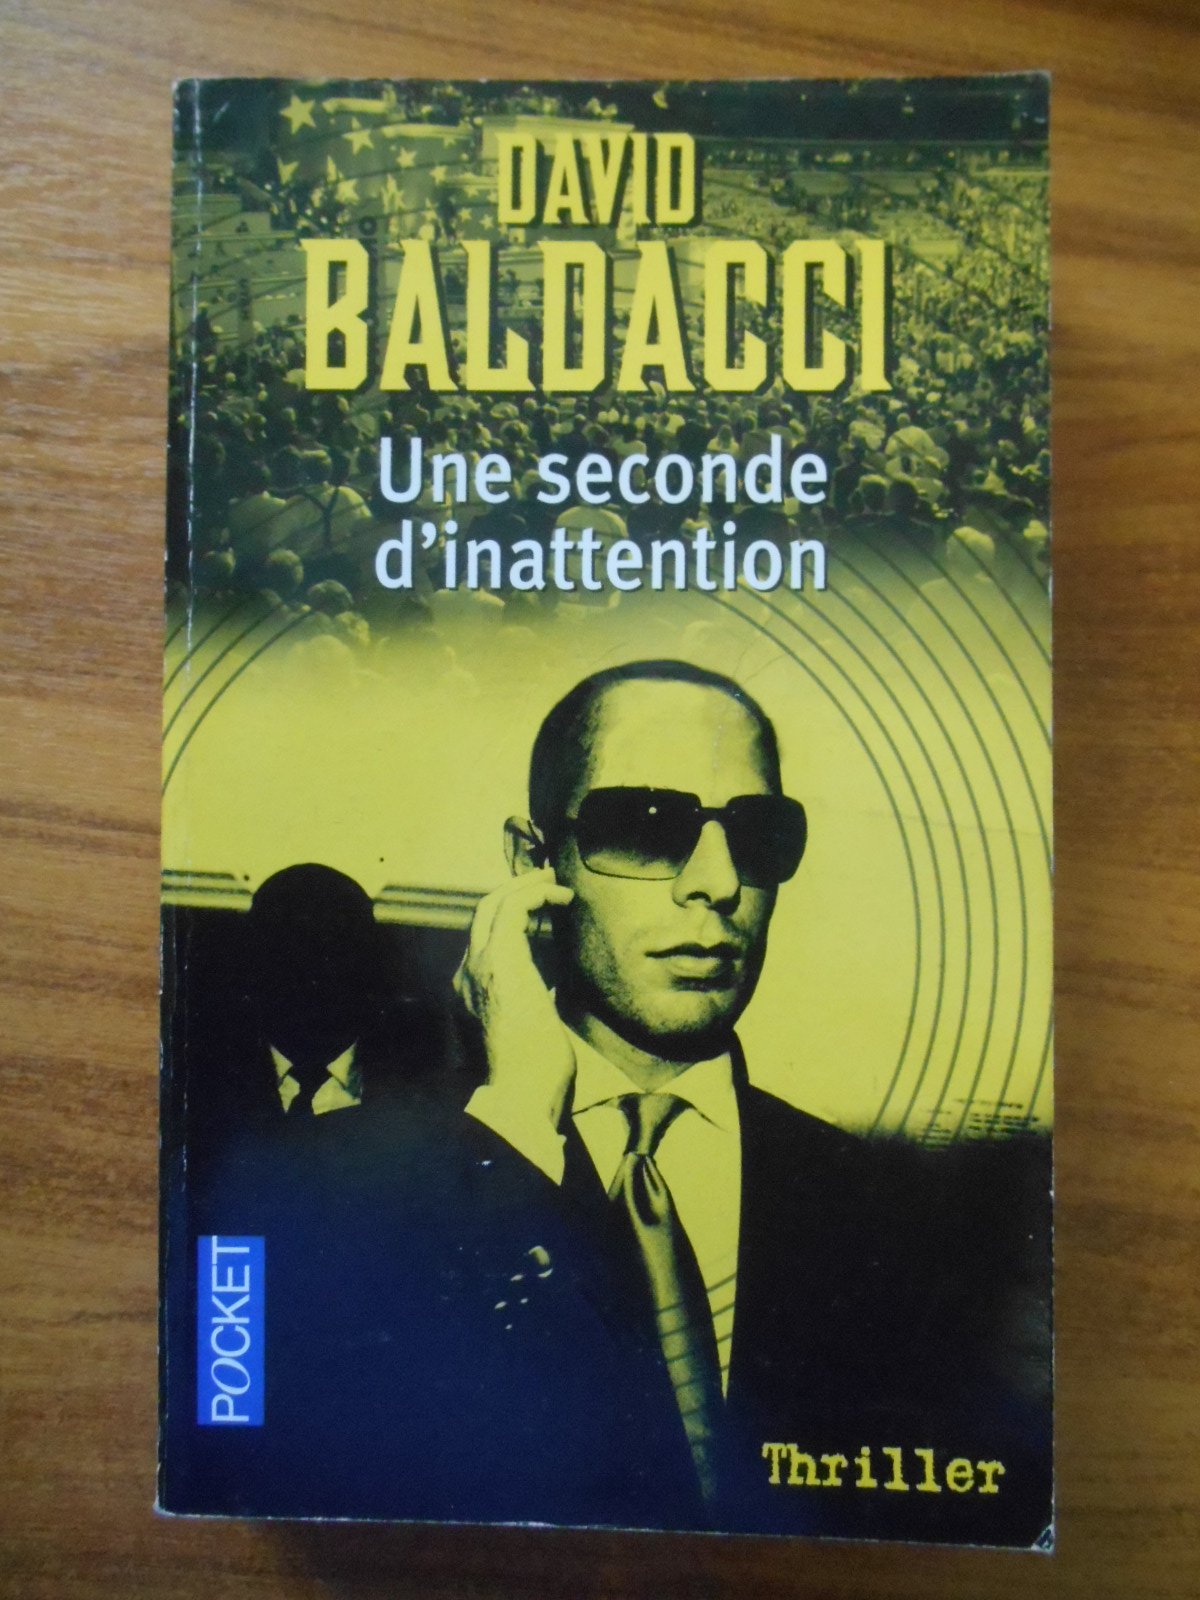 DAVID
BALDACCI
Une seconde
d'inattention
POCKET
Thriller